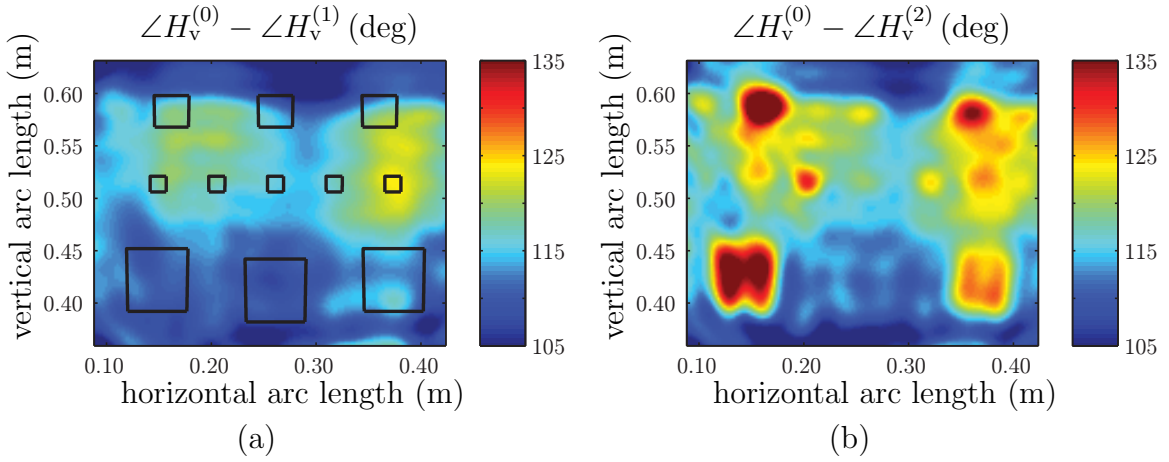 ∠H_v^(0) − ∠H_v^(1) (deg)
vertical arc length (m)
0.60
0.55
0.50
0.45
0.40
0.10 0.20 0.30 0.40
horizontal arc length (m)
135
125
115
105
(a)
∠H_v^(0) − ∠H_v^(2) (deg)
vertical arc length (m)
0.60
0.55
0.50
0.45
0.40
0.10 0.20 0.30 0.40
horizontal arc length (m)
135
125
115
105
(b)